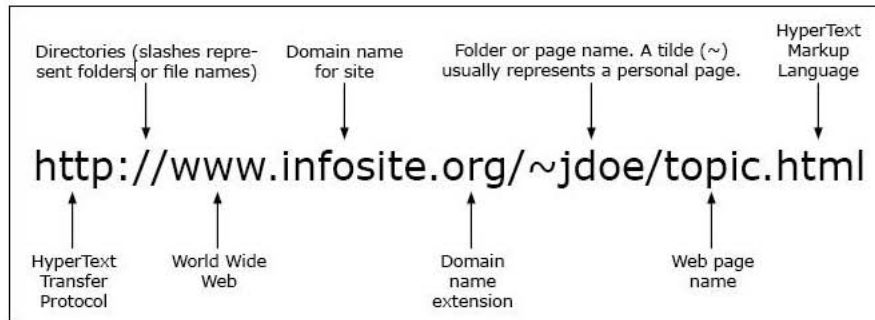 Directories (slashes repre-
sent folders or file names)
Domain name
for site
Folder or page name. A tilde (~)
usually represents a personal page.
HyperText
Markup
Language
http://www.infosite.org/~jdoe/topic.html
HyperText
Transfer
Protocol
World Wide
Web
Domain
name
extension
Web page
name